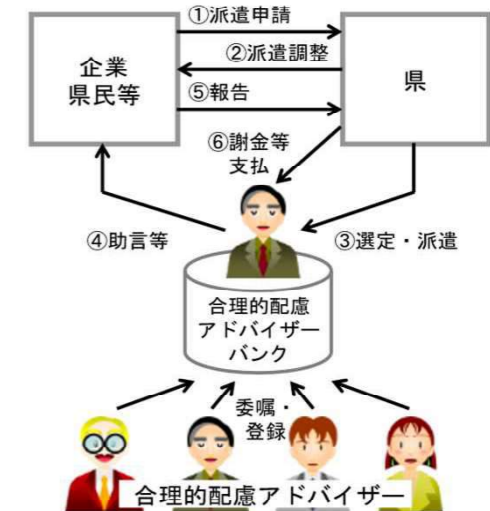 ①派遣申請
②派遣調整
企業
県民等
県
⑤報告
⑥謝金等
支払
④助言等
③選定・派遣
合理的配慮
アドバイザー
バンク
委嘱・
登録
合理的配慮アドバイザー